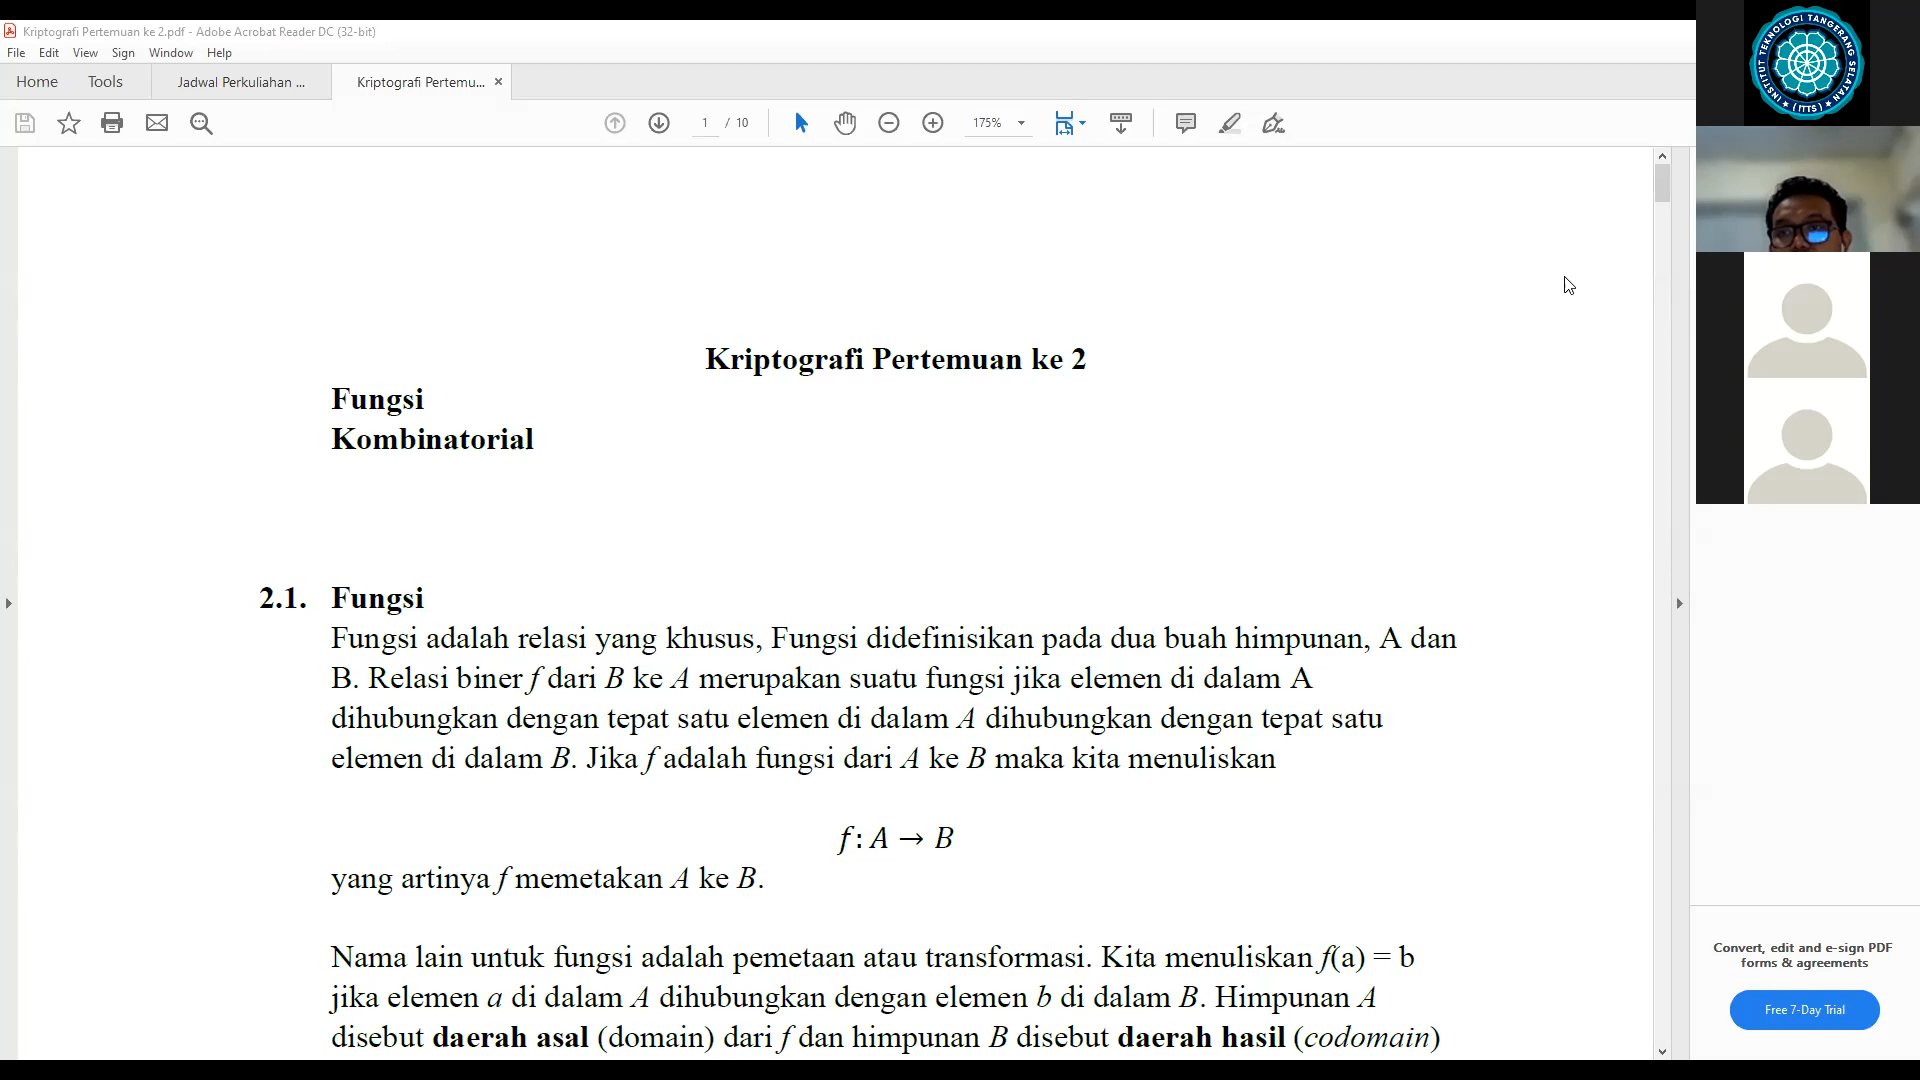 Kriptografi Pertemuan ke 2.pdf - Adobe Acrobat Reader DC (32-bit)
File Edit View Sign Window Help
Home Tools Jadwal Perkuliahan ... Kriptografi Pertemu... ×
1 / 10 175%
INSTITUT TEKNOLOGI TANGERANG SELATAN (ITTS)
Kriptografi Pertemuan ke 2
Fungsi
Kombinatorial
2.1. Fungsi
Fungsi adalah relasi yang khusus, Fungsi didefinisikan pada dua buah himpunan, A dan
B. Relasi biner f dari B ke A merupakan suatu fungsi jika elemen di dalam A
dihubungkan dengan tepat satu elemen di dalam A dihubungkan dengan tepat satu
elemen di dalam B. Jika f adalah fungsi dari A ke B maka kita menuliskan
f: A → B
yang artinya f memetakan A ke B.
Nama lain untuk fungsi adalah pemetaan atau transformasi. Kita menuliskan f(a) = b
jika elemen a di dalam A dihubungkan dengan elemen b di dalam B. Himpunan A
disebut daerah asal (domain) dari f dan himpunan B disebut daerah hasil (codomain)
Convert, edit and e-sign PDF
forms & agreements
Free 7-Day Trial